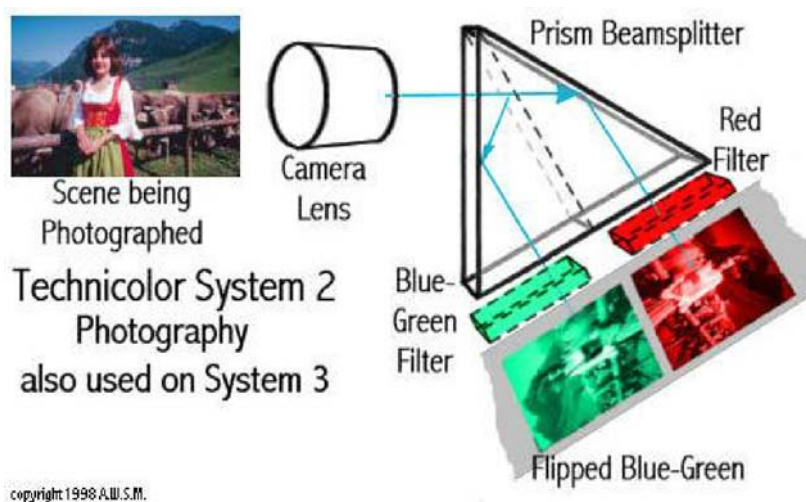 Scene being
Photographed
Camera
Lens
Prism Beamsplitter
Red
Filter
Blue-
Green
Filter
Flipped Blue-Green
Technicolor System 2
Photography
also used on System 3
copyright 1998 A.W.S.M.